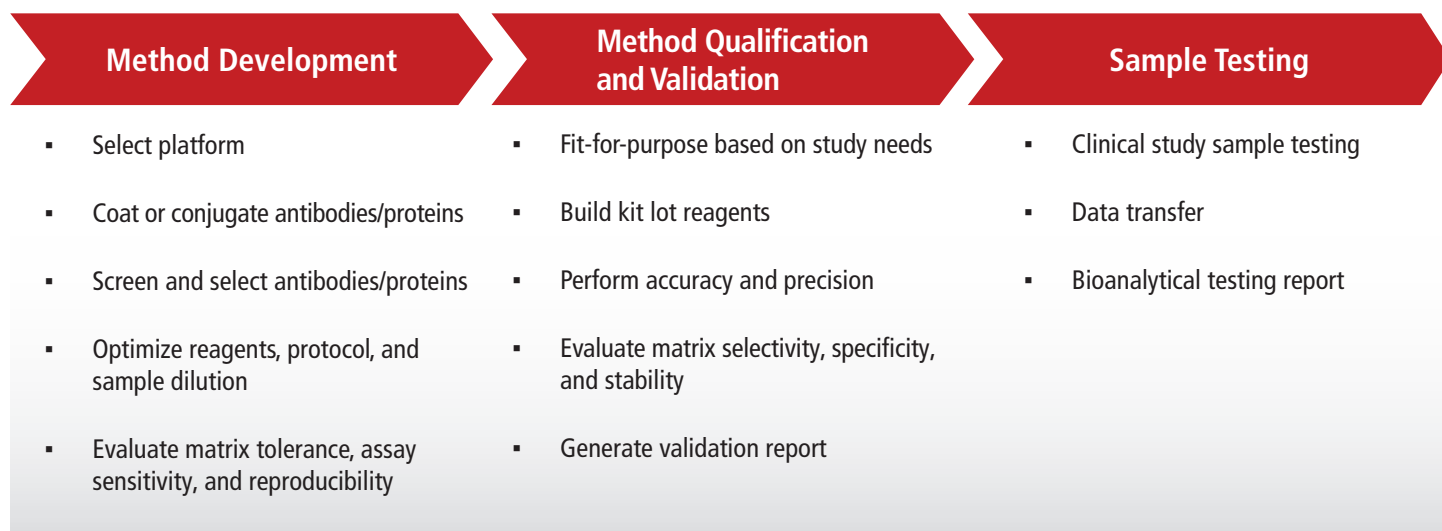 Method Development
▪ Select platform
▪ Coat or conjugate antibodies/proteins
▪ Screen and select antibodies/proteins
▪ Optimize reagents, protocol, and
sample dilution
▪ Evaluate matrix tolerance, assay
sensitivity, and reproducibility
Method Qualification
and Validation
▪ Fit-for-purpose based on study needs
▪ Build kit lot reagents
▪ Perform accuracy and precision
▪ Evaluate matrix selectivity, specificity,
and stability
▪ Generate validation report
Sample Testing
▪ Clinical study sample testing
▪ Data transfer
▪ Bioanalytical testing report